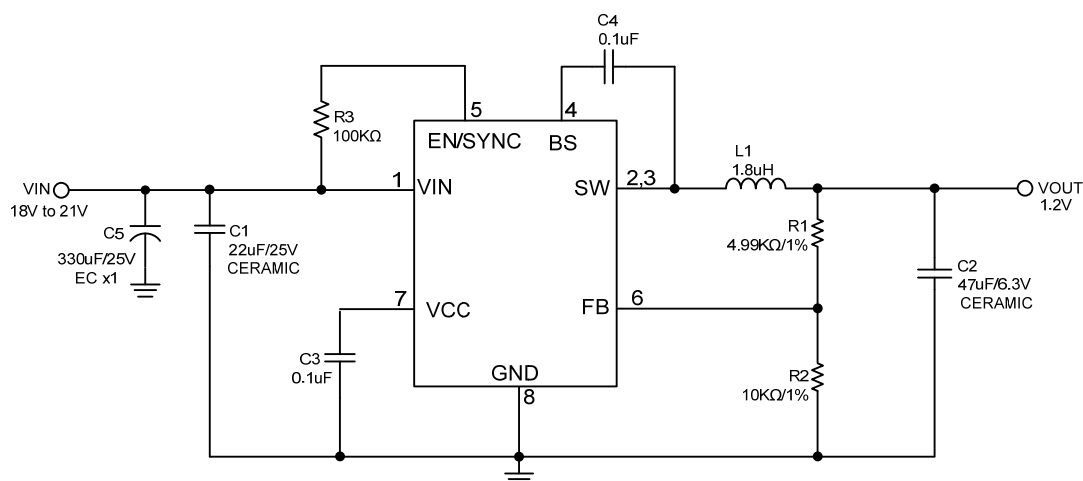 C4
0.1uF
5
4
R3
100KΩ
EN/SYNC
BS
L1
1.8uH
VIN
18V to 21V
1
VIN
SW
2,3
VOUT
1.2V
C5
330uF/25V
EC x1
C1
22uF/25V
CERAMIC
R1
4.99KΩ/1%
C2
47uF/6.3V
CERAMIC
7
VCC
FB
6
C3
0.1uF
GND
8
R2
10KΩ/1%